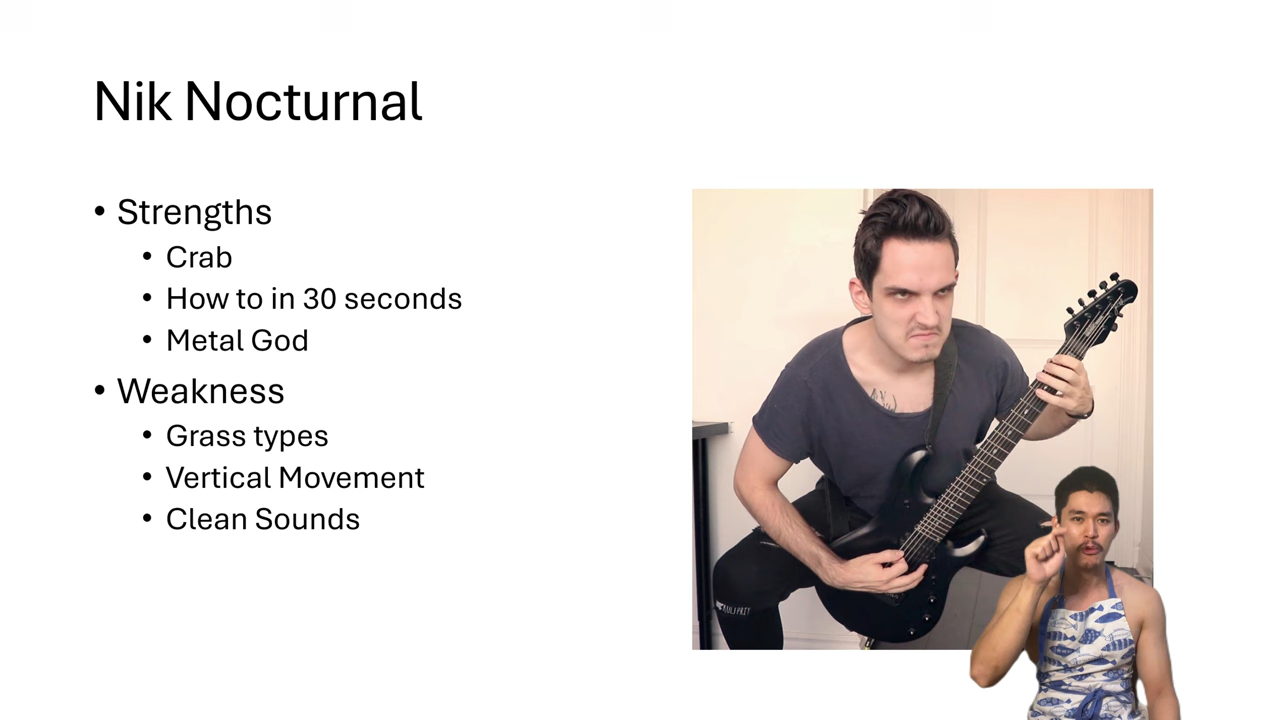 Nik Nocturnal
• Strengths
• Crab
• How to in 30 seconds
• Metal God
• Weakness
• Grass types
• Vertical Movement
• Clean Sounds